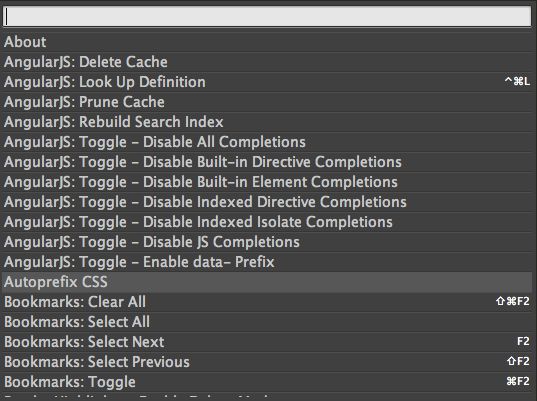 About
AngularJS: Delete Cache
AngularJS: Look Up Definition ^⌘L
AngularJS: Prune Cache
AngularJS: Rebuild Search Index
AngularJS: Toggle – Disable All Completions
AngularJS: Toggle – Disable Built-in Directive Completions
AngularJS: Toggle – Disable Built-in Element Completions
AngularJS: Toggle – Disable Indexed Directive Completions
AngularJS: Toggle – Disable Indexed Isolate Completions
AngularJS: Toggle – Disable JS Completions
AngularJS: Toggle – Enable data- Prefix
Autoprefix CSS
Bookmarks: Clear All ⇧⌘F2
Bookmarks: Select All
Bookmarks: Select Next F2
Bookmarks: Select Previous ⇧F2
Bookmarks: Toggle ⌘F2